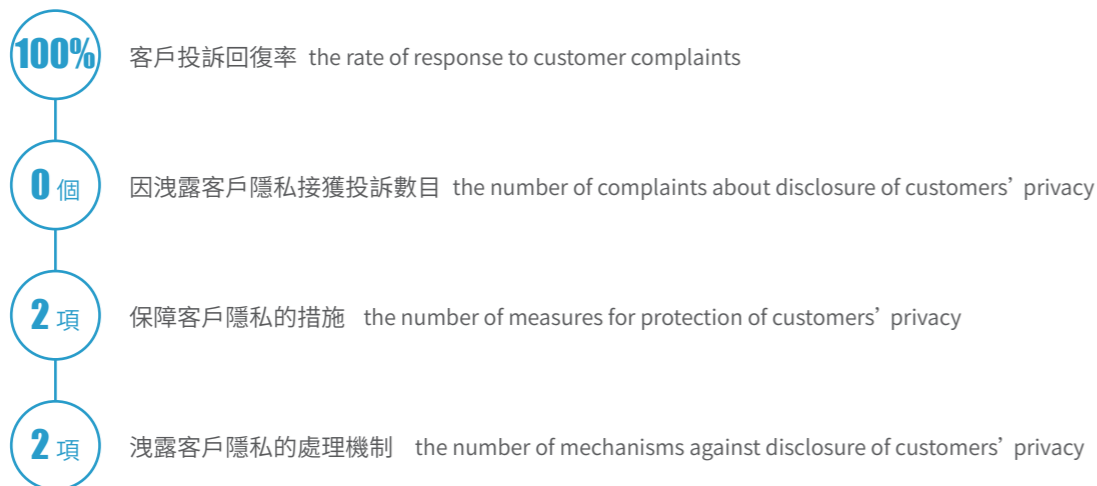 100% 客戶投訴回復率 the rate of response to customer complaints
0 個 因洩露客戶隱私接獲投訴數目 the number of complaints about disclosure of customers’ privacy
2 項 保障客戶隱私的措施 the number of measures for protection of customers’ privacy
2 項 洩露客戶隱私的處理機制 the number of mechanisms against disclosure of customers’ privacy